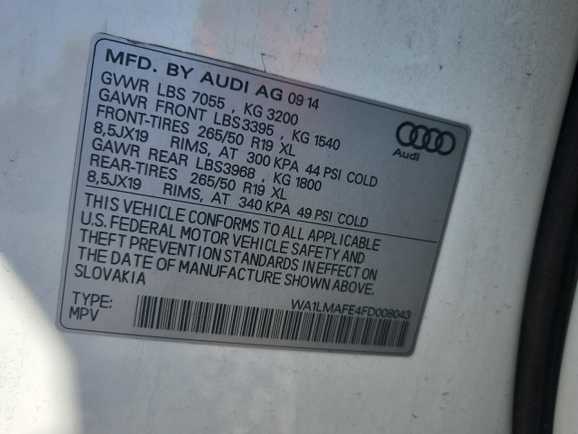 MFD. BY AUDI AG 09 14
GVWR LBS 7055 , KG 3200
GAWR FRONT LBS3395 , KG 1540
FRONT-TIRES 265/50 R19 XL
8,5JX19 RIMS, AT 300 KPA 44 PSI COLD
GAWR REAR LBS3968 , KG 1800
REAR-TIRES 265/50 R19 XL
8,5JX19 RIMS, AT 340 KPA 49 PSI COLD
Audi
THIS VEHICLE CONFORMS TO ALL APPLICABLE
U.S. FEDERAL MOTOR VEHICLE SAFETY AND
THEFT PREVENTION STANDARDS IN EFFECT ON
THE DATE OF MANUFACTURE SHOWN ABOVE.
SLOVAKIA
WA1LMAFE4FD008043
TYPE:
MPV